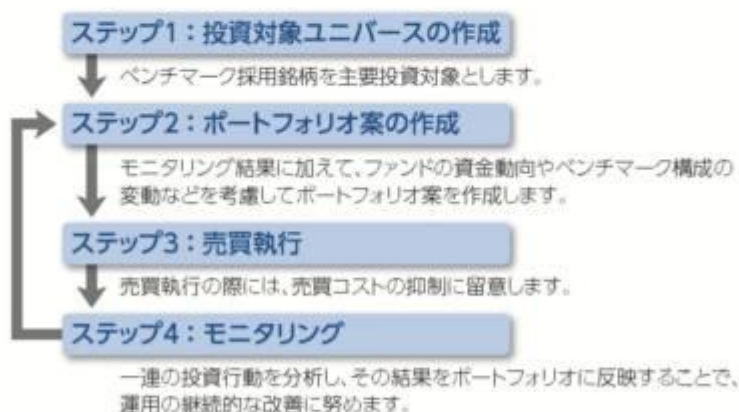 ステップ1：投資対象ユニバースの作成
ベンチマーク採用銘柄を主要投資対象とします。
ステップ2：ポートフォリオ案の作成
モニタリング結果に加えて、ファンドの資金動向やベンチマーク構成の
変動などを考慮してポートフォリオ案を作成します。
ステップ3：売買執行
売買執行の際には、売買コストの抑制に留意します。
ステップ4：モニタリング
一連の投資行動を分析し、その結果をポートフォリオに反映することで、
運用の継続的な改善に努めます。